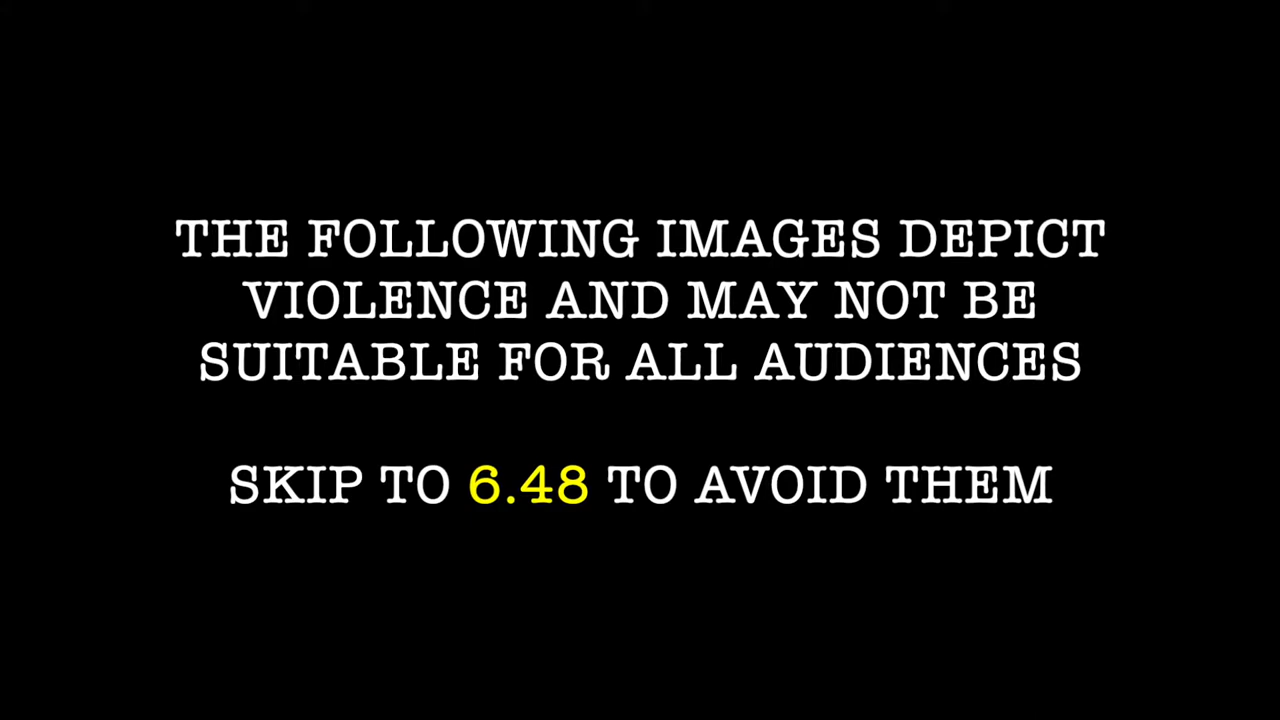 THE FOLLOWING IMAGES DEPICT
VIOLENCE AND MAY NOT BE
SUITABLE FOR ALL AUDIENCES
SKIP TO 6.48 TO AVOID THEM